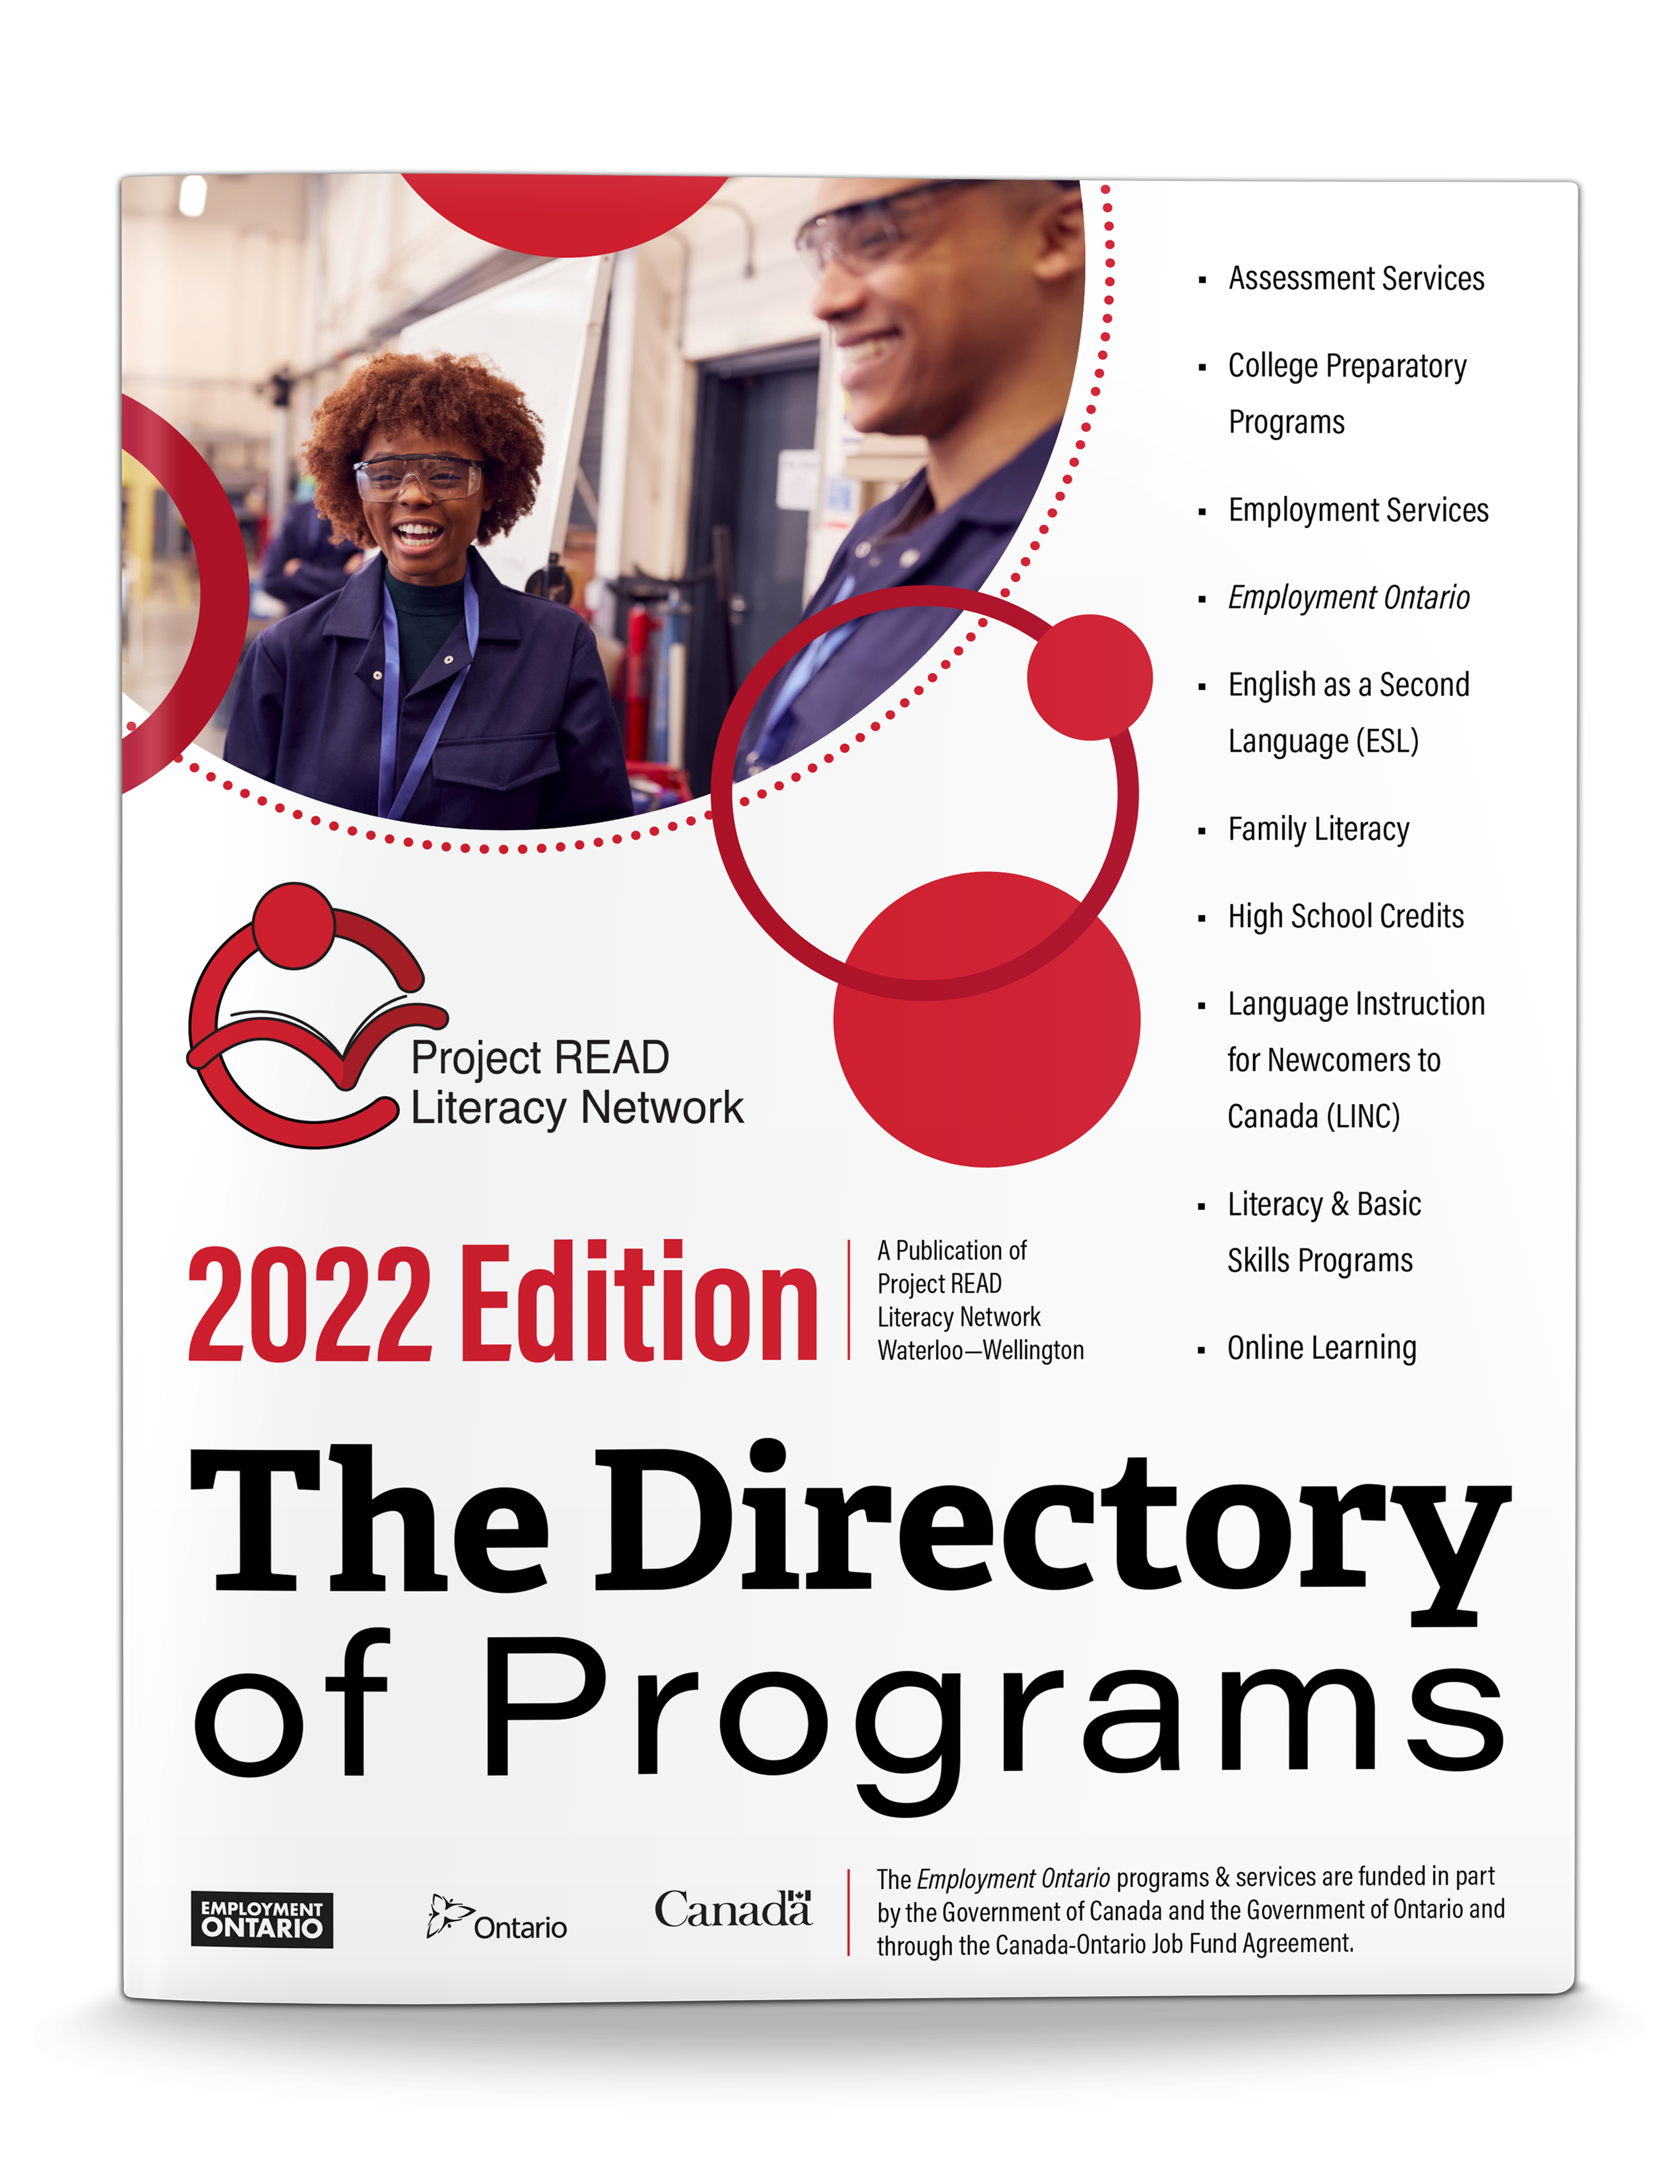 ▪ Assessment Services
▪ College Preparatory
Programs
▪ Employment Services
▪ Employment Ontario
▪ English as a Second
Language (ESL)
▪ Family Literacy
▪ High School Credits
▪ Language Instruction
for Newcomers to
Canada (LINC)
▪ Literacy & Basic
Skills Programs
▪ Online Learning
Project READ
Literacy Network
2022 Edition
A Publication of
Project READ
Literacy Network
Waterloo—Wellington
The Directory
of Programs
EMPLOYMENT
ONTARIO
Ontario
Canada
The Employment Ontario programs & services are funded in part
by the Government of Canada and the Government of Ontario and
through the Canada-Ontario Job Fund Agreement.